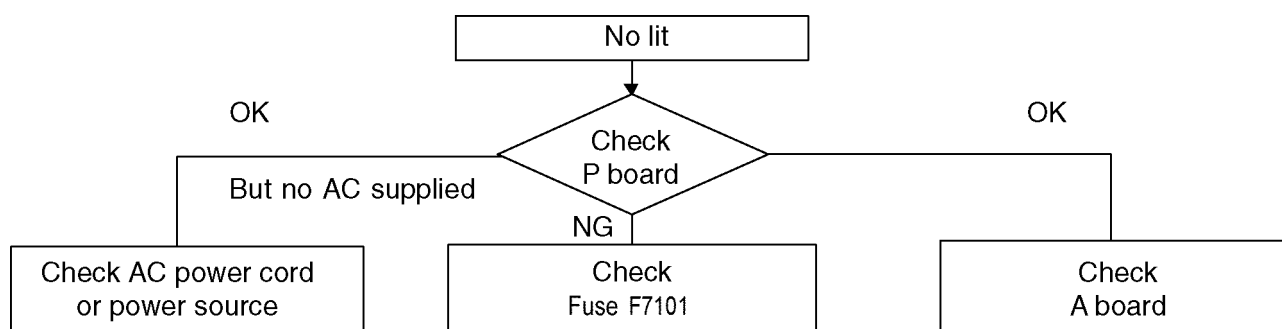 No lit
OK
OK
Check
P board
But no AC supplied
NG
Check AC power cord
or power source
Check
Fuse F7101
Check
A board